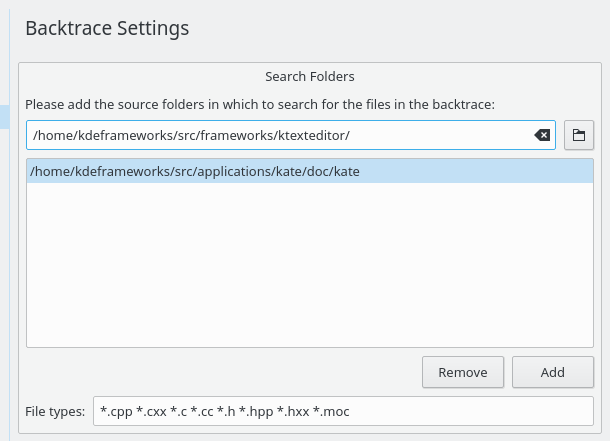 Backtrace Settings
Search Folders
Please add the source folders in which to search for the files in the backtrace:
/home/kdeframeworks/src/frameworks/ktexteditor/
/home/kdeframeworks/src/applications/kate/doc/kate
Remove Add
File types: *.cpp *.cxx *.c *.cc *.h *.hpp *.hxx *.moc